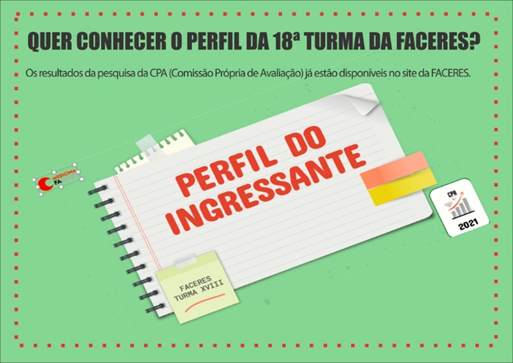 QUER CONHECER O PERFIL DA 18ª TURMA DA FACERES?
Os resultados da pesquisa da CPA (Comissão Própria de Avaliação) já estão disponíveis no site da FACERES.
PERFIL DO
INGRESSANTE
CPA
2021
FACERES
TURMA XVIII